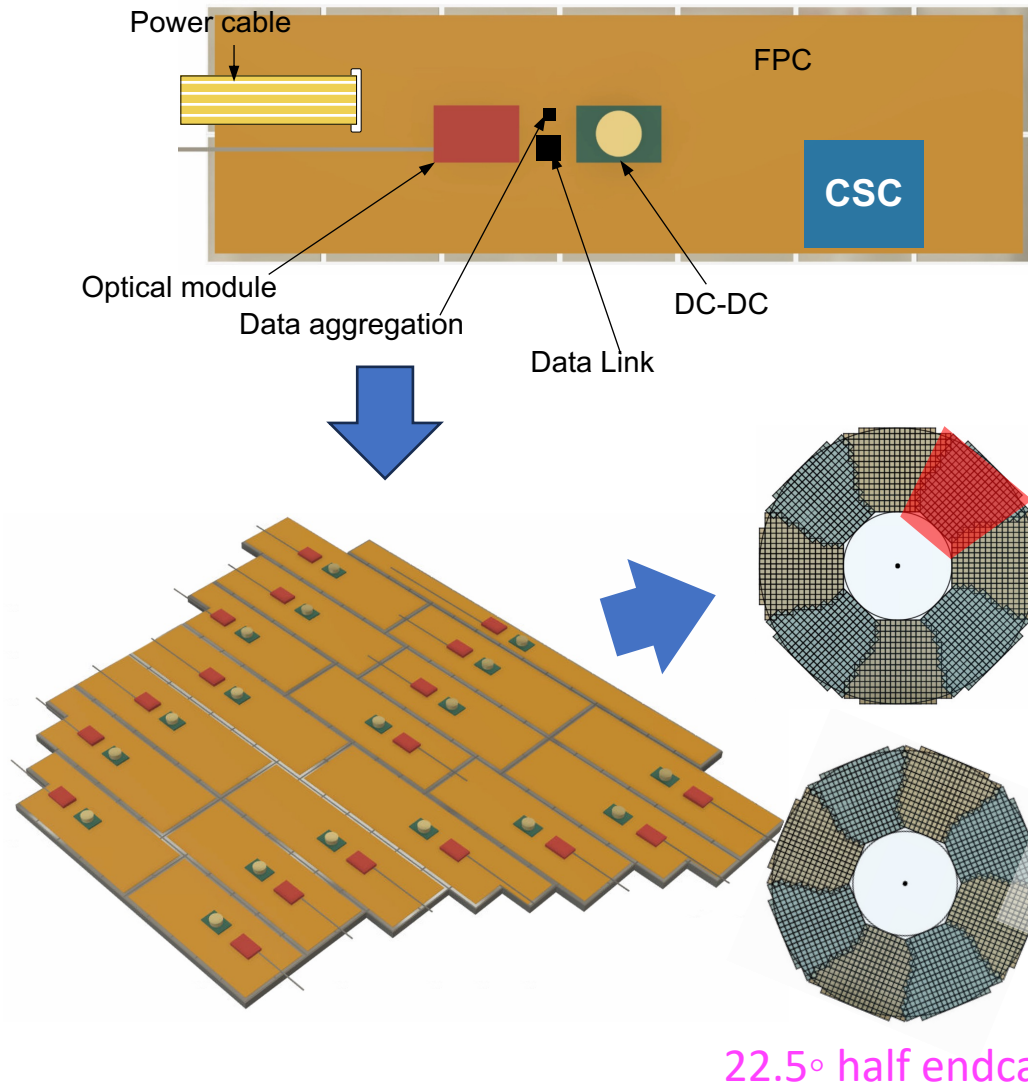 Power cable
FPC
CSC
Optical module
Data aggregation
DC-DC
Data Link
22.5° half endca